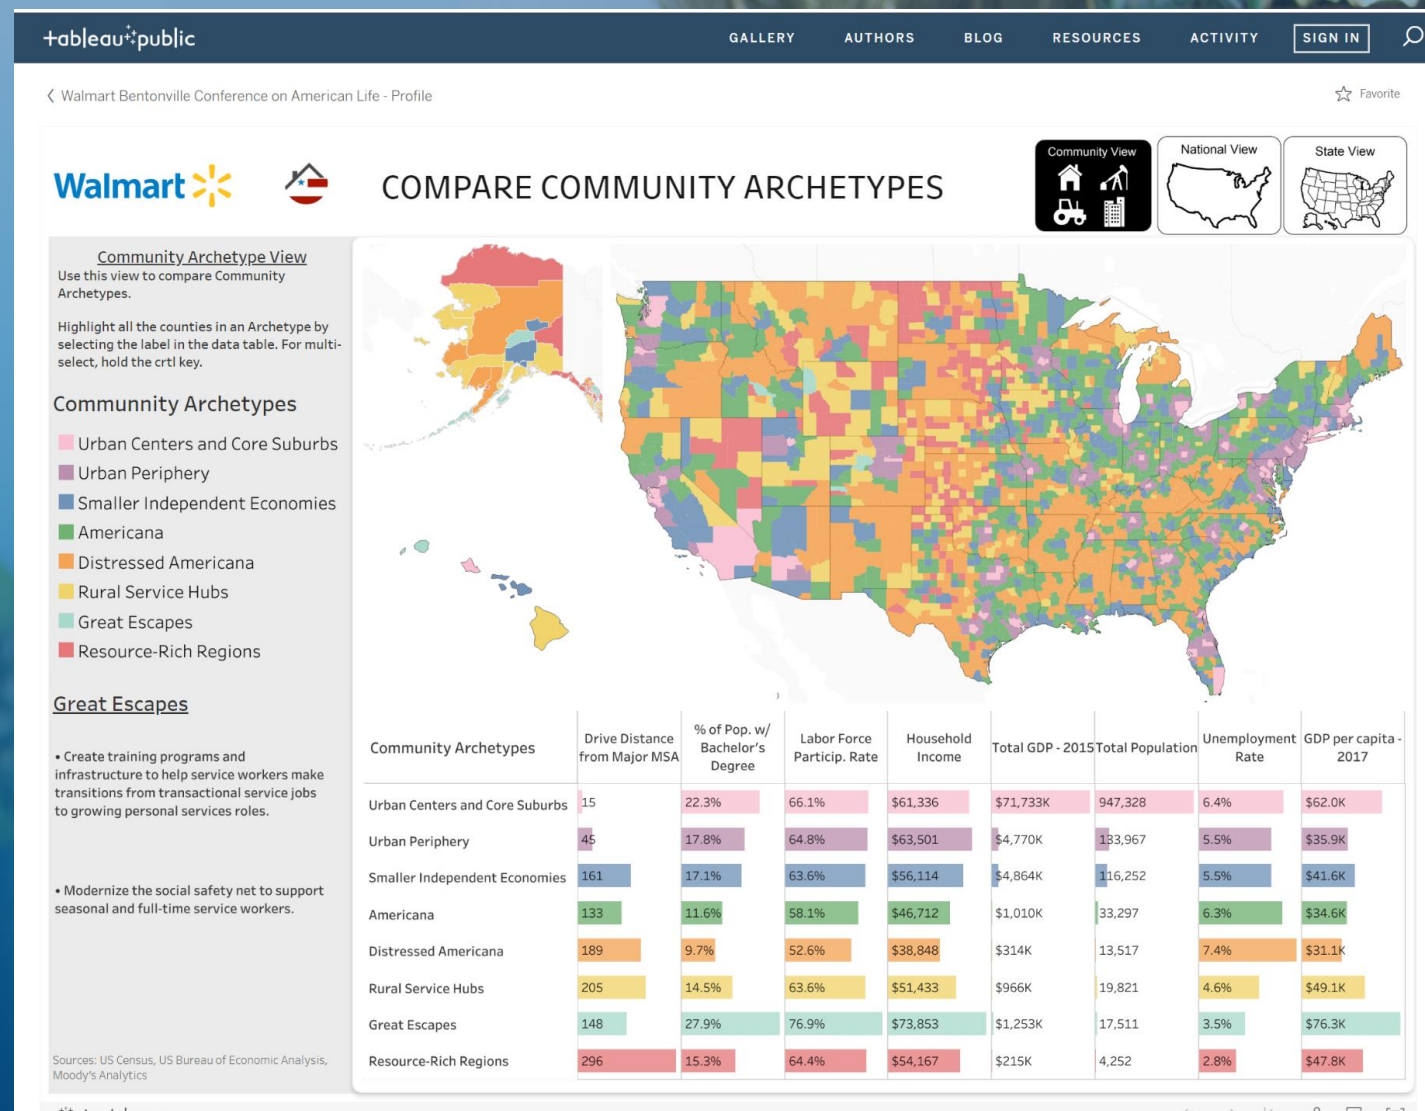 +ableau public
GALLERY AUTHORS BLOG RESOURCES ACTIVITY SIGN IN
Walmart Bentonville Conference on American Life - Profile
Favorite
Walmart
COMPARE COMMUNITY ARCHETYPES
Community View
National View
State View
Community Archetype View
Use this view to compare Community
Archetypes.
Highlight all the counties in an Archetype by
selecting the label in the data table. For multi-
select, hold the crtl key.
Communnity Archetypes
Urban Centers and Core Suburbs
Urban Periphery
Smaller Independent Economies
Americana
Distressed Americana
Rural Service Hubs
Great Escapes
Resource-Rich Regions
Great Escapes
• Create training programs and
infrastructure to help service workers make
transitions from transactional service jobs
to growing personal services roles.
• Modernize the social safety net to support
seasonal and full-time service workers.
Sources: US Census, US Bureau of Economic Analysis,
Moody's Analytics
Community Archetypes
Drive Distance
from Major MSA
% of Pop. w/
Bachelor's
Degree
Labor Force
Particip. Rate
Household
Income
Total GDP - 2015
Total Population
Unemployment
Rate
GDP per capita -
2017
Urban Centers and Core Suburbs 15 22.3% 66.1% $61,336 $71,733K 947,328 6.4% $62.0K
Urban Periphery 45 17.8% 64.8% $63,501 $4,770K 133,967 5.5% $35.9K
Smaller Independent Economies 161 17.1% 63.6% $56,114 $4,864K 116,252 5.5% $41.6K
Americana 133 11.6% 58.1% $46,712 $1,010K 33,297 6.3% $34.6K
Distressed Americana 189 9.7% 52.6% $38,848 $314K 13,517 7.4% $31.1K
Rural Service Hubs 205 14.5% 63.6% $51,433 $966K 19,821 4.6% $49.1K
Great Escapes 148 27.9% 76.9% $73,853 $1,253K 17,511 3.5% $76.3K
Resource-Rich Regions 296 15.3% 64.4% $54,167 $215K 4,252 2.8% $47.8K